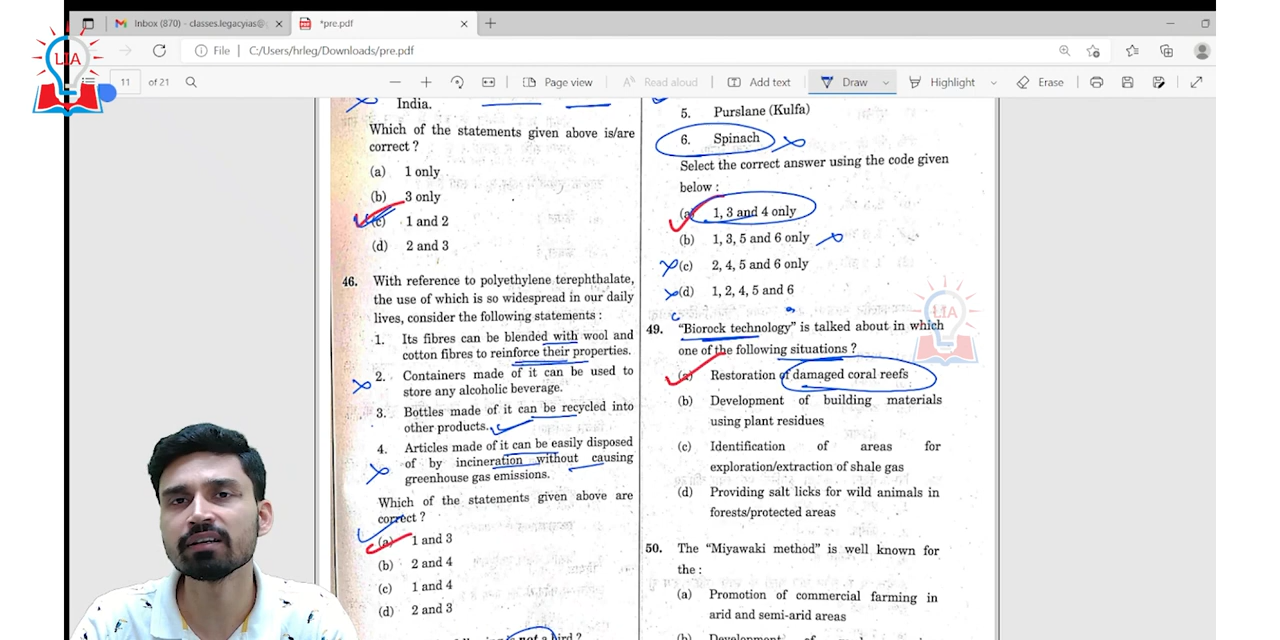 Inbox (870) - classes.legacyias@g
*pre.pdf
File
C:/Users/hrleg/Downloads/pre.pdf
LIA
11
of 21
Page view
Read aloud
Add text
Draw
Highlight
Erase
India.
Which of the statements given above is/are
correct ?
(a) 1 only
(b) 3 only
(c) 1 and 2
(d) 2 and 3
46. With reference to polyethylene terephthalate,
the use of which is so widespread in our daily
lives, consider the following statements :
1. Its fibres can be blended with wool and
cotton fibres to reinforce their properties.
2. Containers made of it can be used to
store any alcoholic beverage.
3. Bottles made of it can be recycled into
other products.
4. Articles made of it can be easily disposed
of by incineration without causing
greenhouse gas emissions.
Which of the statements given above are
correct ?
(a) 1 and 3
(b) 2 and 4
(c) 1 and 4
(d) 2 and 3
not a bird ?
5. Purslane (Kulfa)
6. Spinach
Select the correct answer using the code given
below :
(a) 1, 3 and 4 only
(b) 1, 3, 5 and 6 only
(c) 2, 4, 5 and 6 only
(d) 1, 2, 4, 5 and 6
LIA
49. "Biorock technology" is talked about in which
one of the following situations ?
(a) Restoration of damaged coral reefs
(b) Development of building materials
using plant residues
(c) Identification of areas for
exploration/extraction of shale gas
(d) Providing salt licks for wild animals in
forests/protected areas
50. The "Miyawaki method" is well known for
the :
(a) Promotion of commercial farming in
arid and semi-arid areas